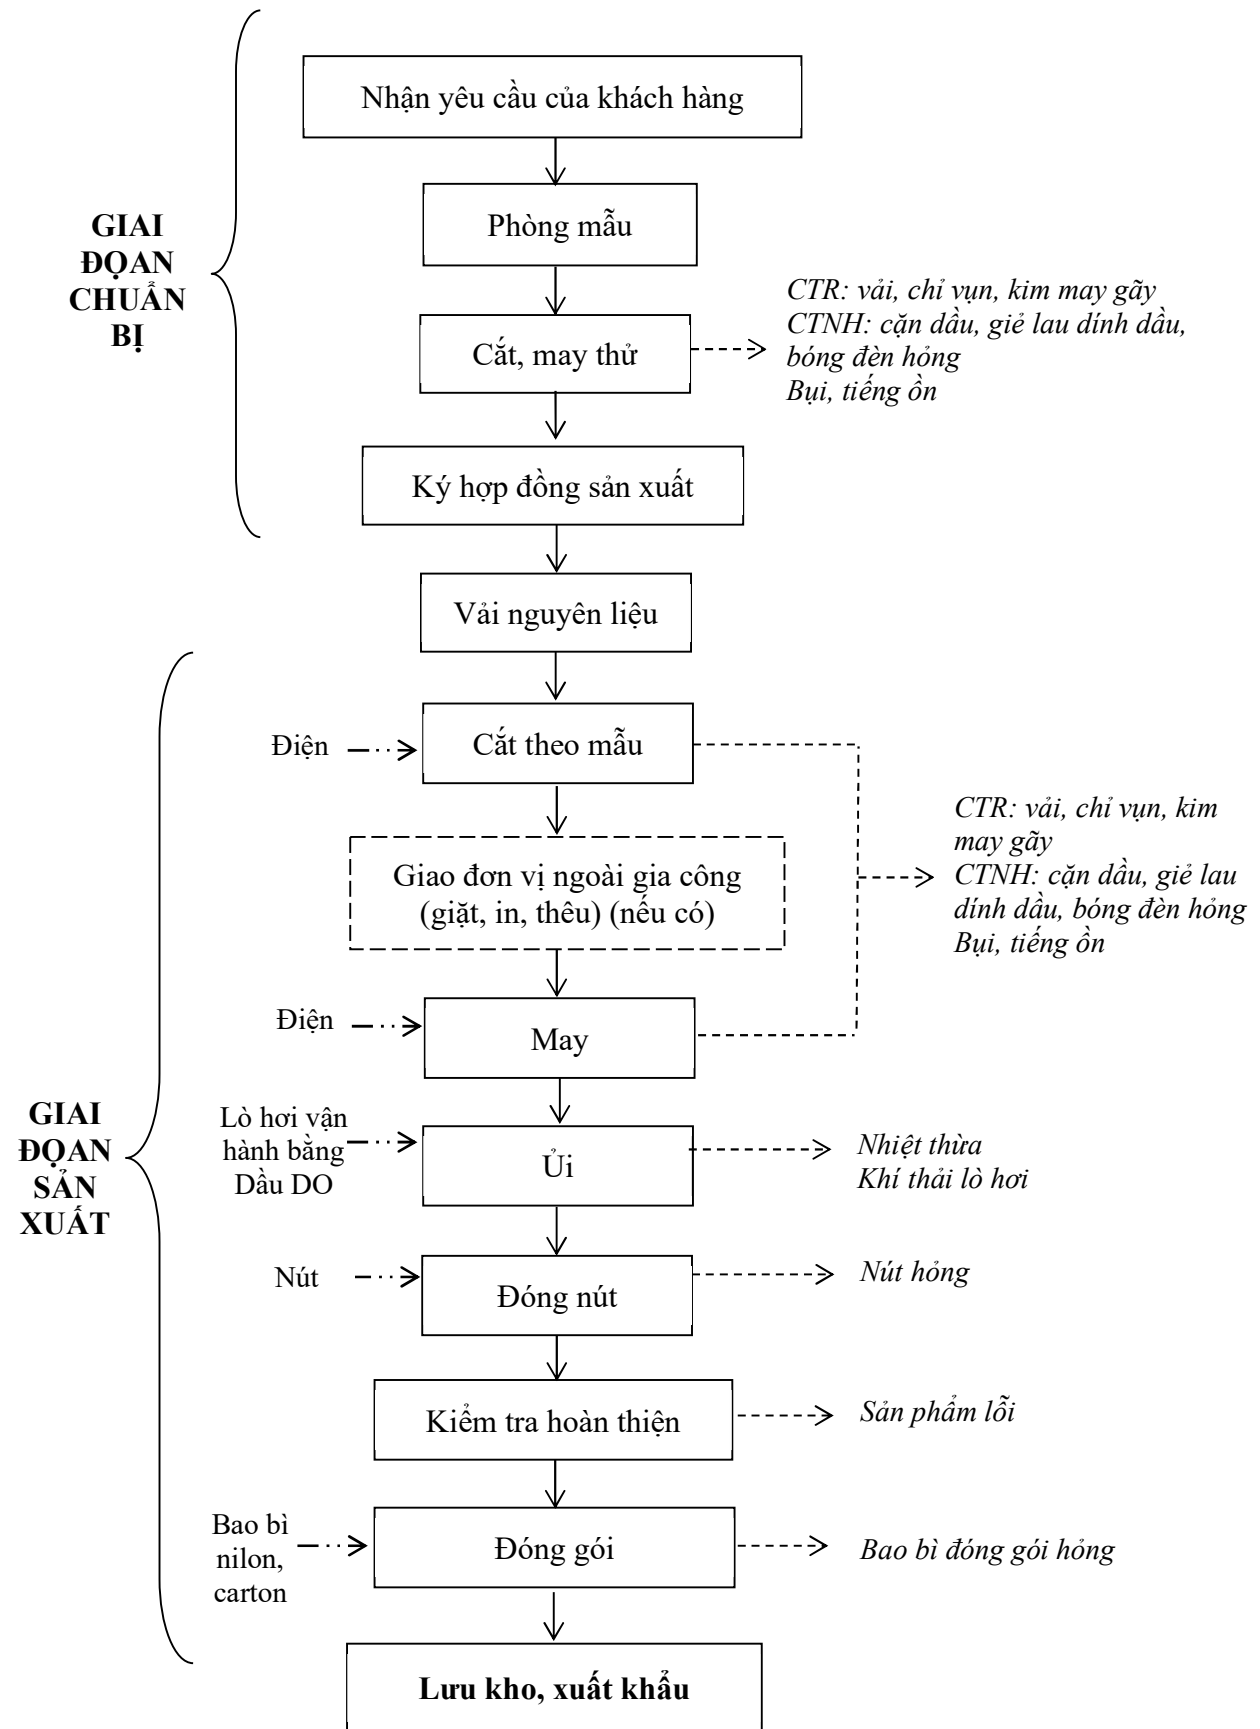 Nhận yêu cầu của khách hàng
Phòng mẫu
GIAI
ĐỌAN
CHUẨN
BỊ
Cắt, may thử
CTR: vải, chỉ vụn, kim may gãy
CTNH: cặn dầu, giẻ lau dính dầu,
bóng đèn hỏng
Bụi, tiếng ồn
Ký hợp đồng sản xuất
Vải nguyên liệu
Điện
Cắt theo mẫu
Giao đơn vị ngoài gia công
(giặt, in, thêu) (nếu có)
CTR: vải, chỉ vụn, kim
may gãy
CTNH: cặn dầu, giẻ lau
dính dầu, bóng đèn hỏng
Bụi, tiếng ồn
Điện
May
GIAI
ĐỌAN
SẢN
XUẤT
Lò hơi vận
hành bằng
Dầu DO
Ủi
Nhiệt thừa
Khí thải lò hơi
Nút
Đóng nút
Nút hỏng
Kiểm tra hoàn thiện
Sản phẩm lỗi
Bao bì
nilon,
carton
Đóng gói
Bao bì đóng gói hỏng
Lưu kho, xuất khẩu